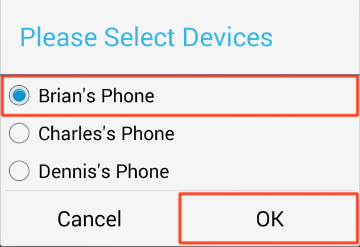 Please Select Devices
Brian's Phone
Charles's Phone
Dennis's Phone
Cancel OK